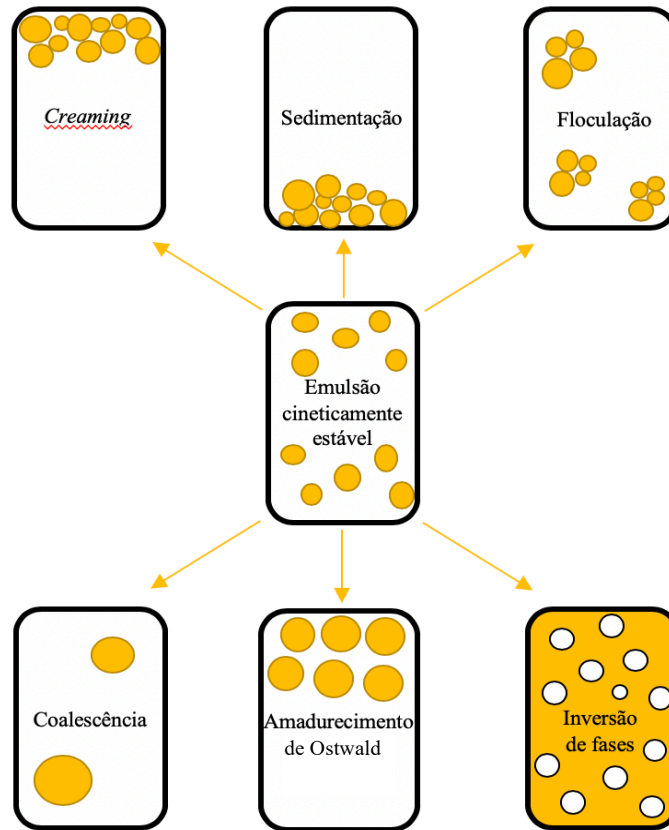 Creaming
Sedimentação
Floculação
Emulsão
cineticamente
estável
Coalescência
Amadurecimento
de Ostwald
Inversão
de fases